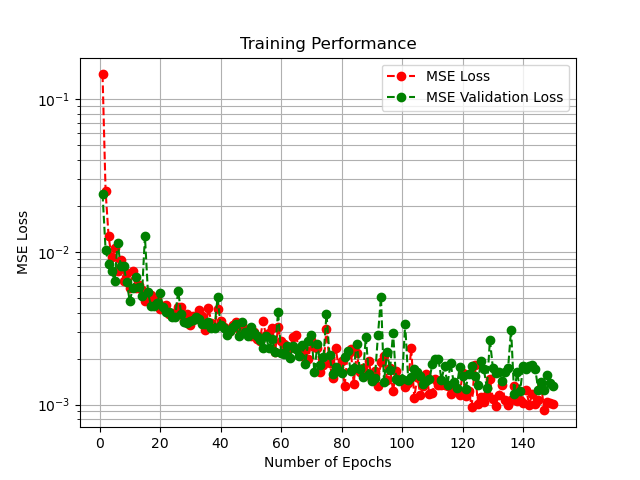 Training Performance
MSE Loss
MSE Validation Loss
10⁻¹
10⁻²
10⁻³
MSE Loss
0 20 40 60 80 100 120 140
Number of Epochs